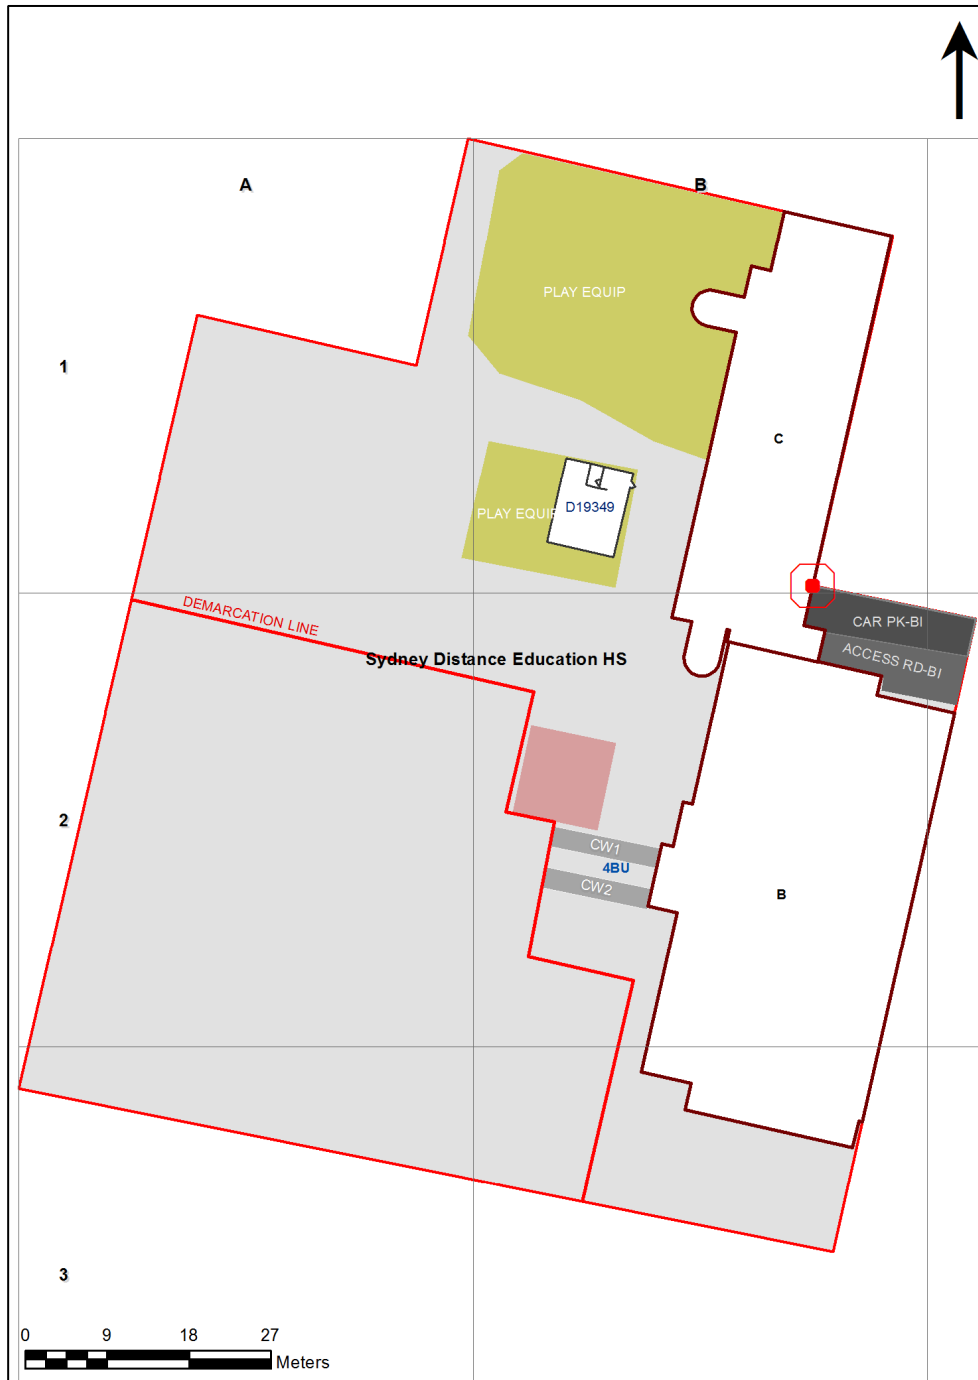 A
B
PLAY EQUIP
1
C
PLAY EQUIP
D19349
DEMARCATION LINE
CAR PK-BI
ACCESS RD-BI
Sydney Distance Education HS
2
CW1
4BU
CW2
B
3
0 9 18 27
Meters